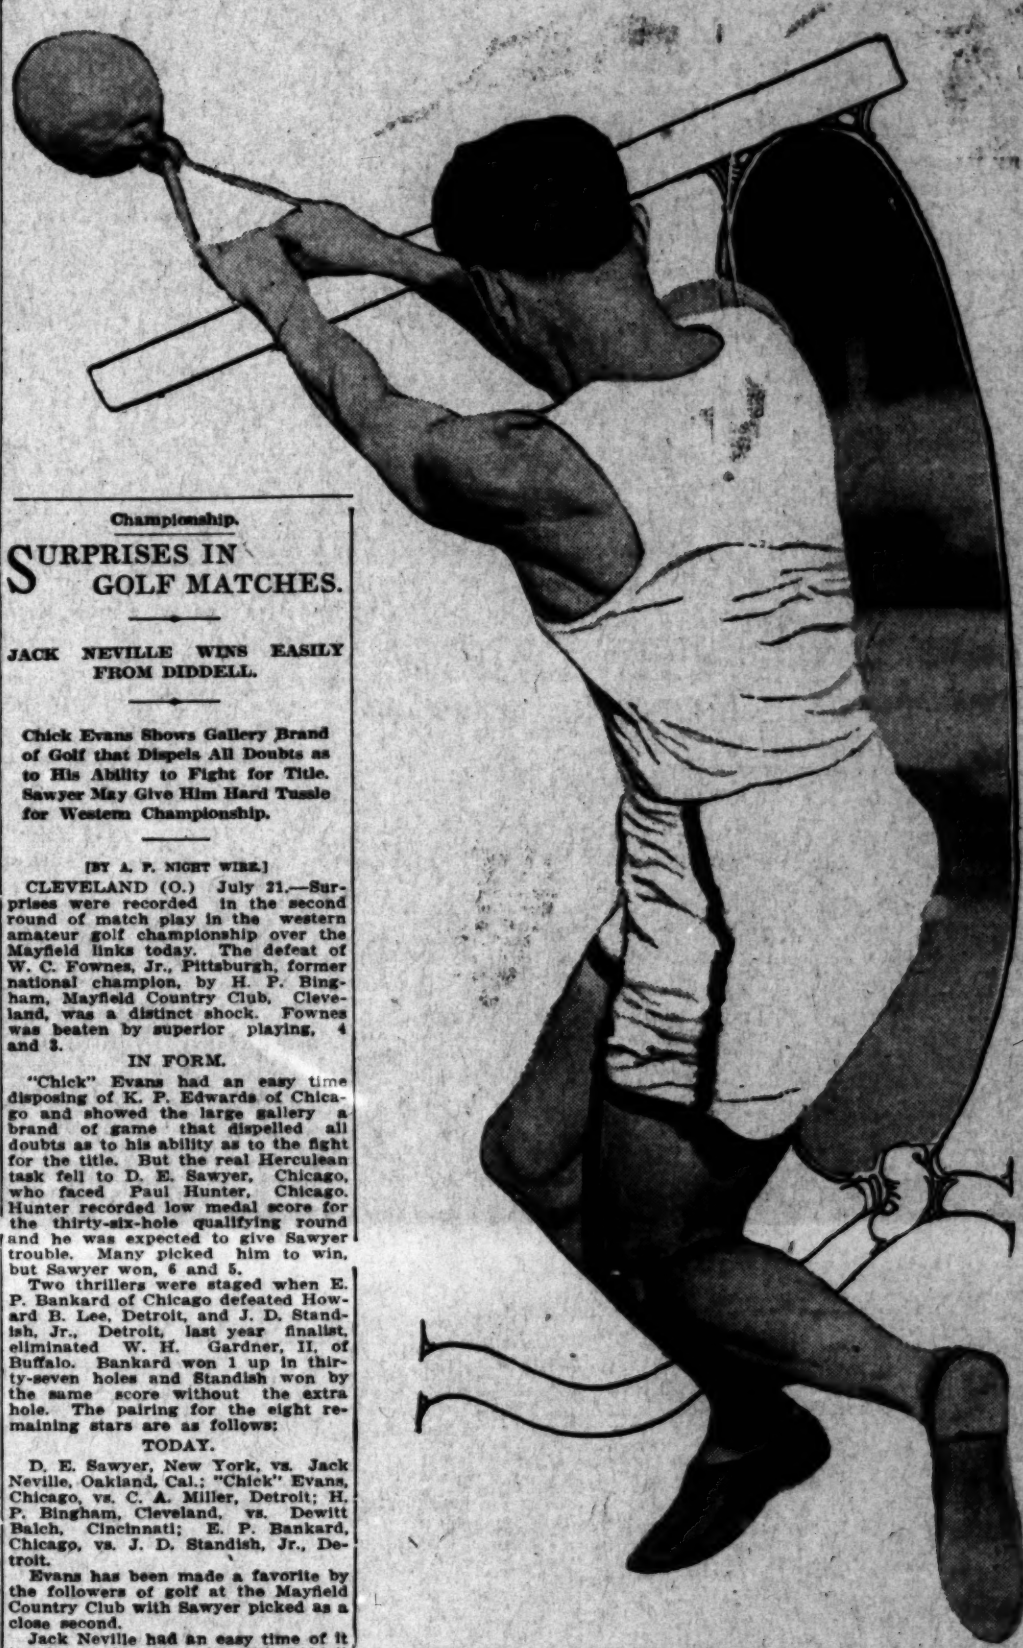 Championship.
SURPRISES IN
GOLF MATCHES.
JACK NEVILLE WINS EASILY
FROM DIDDELL.
Chick Evans Shows Gallery Brand
of Golf that Dispels All Doubts as
to His Ability to Fight for Title.
Sawyer May Give Him Hard Tussle
for Western Championship.
[BY A. P. NIGHT WIRE.]
CLEVELAND (O.) July 21.—Sur-
prises were recorded in the second
round of match play in the western
amateur golf championship over the
Mayfield links today. The defeat of
W. C. Fownes, Jr., Pittsburgh, former
national champion, by H. P. Bing-
ham, Mayfield Country Club, Cleve-
land, was a distinct shock. Fownes
was beaten by superior playing, 4
and 3.
IN FORM.
"Chick" Evans had an easy time
disposing of K. P. Edwards of Chica-
go and showed the large gallery a
brand of game that dispelled all
doubts as to his ability as to the fight
for the title. But the real Herculean
task fell to D. E. Sawyer, Chicago,
who faced Paul Hunter, Chicago.
Hunter recorded low medal score for
the thirty-six-hole qualifying round
and he was expected to give Sawyer
trouble. Many picked him to win,
but Sawyer won, 6 and 5.
Two thrillers were staged when E.
P. Bankard of Chicago defeated How-
ard B. Lee, Detroit, and J. D. Stand-
ish, Jr., Detroit, last year finalist,
eliminated W. H. Gardner, II, of
Buffalo. Bankard won 1 up in thir-
ty-seven holes and Standish won by
the same score without the extra
hole. The pairing for the eight re-
maining stars are as follows:
TODAY.
D. E. Sawyer, New York, vs. Jack
Neville, Oakland, Cal.; "Chick" Evans,
Chicago, vs. C. A. Miller, Detroit; H.
P. Bingham, Cleveland, vs. Dewitt
Balch, Cincinnati; E. P. Bankard,
Chicago, vs. J. D. Standish, Jr., De-
troit.
Evans has been made a favorite by
the followers of golf at the Mayfield
Country Club with Sawyer picked as a
close second.
Jack Neville had an easy time of it